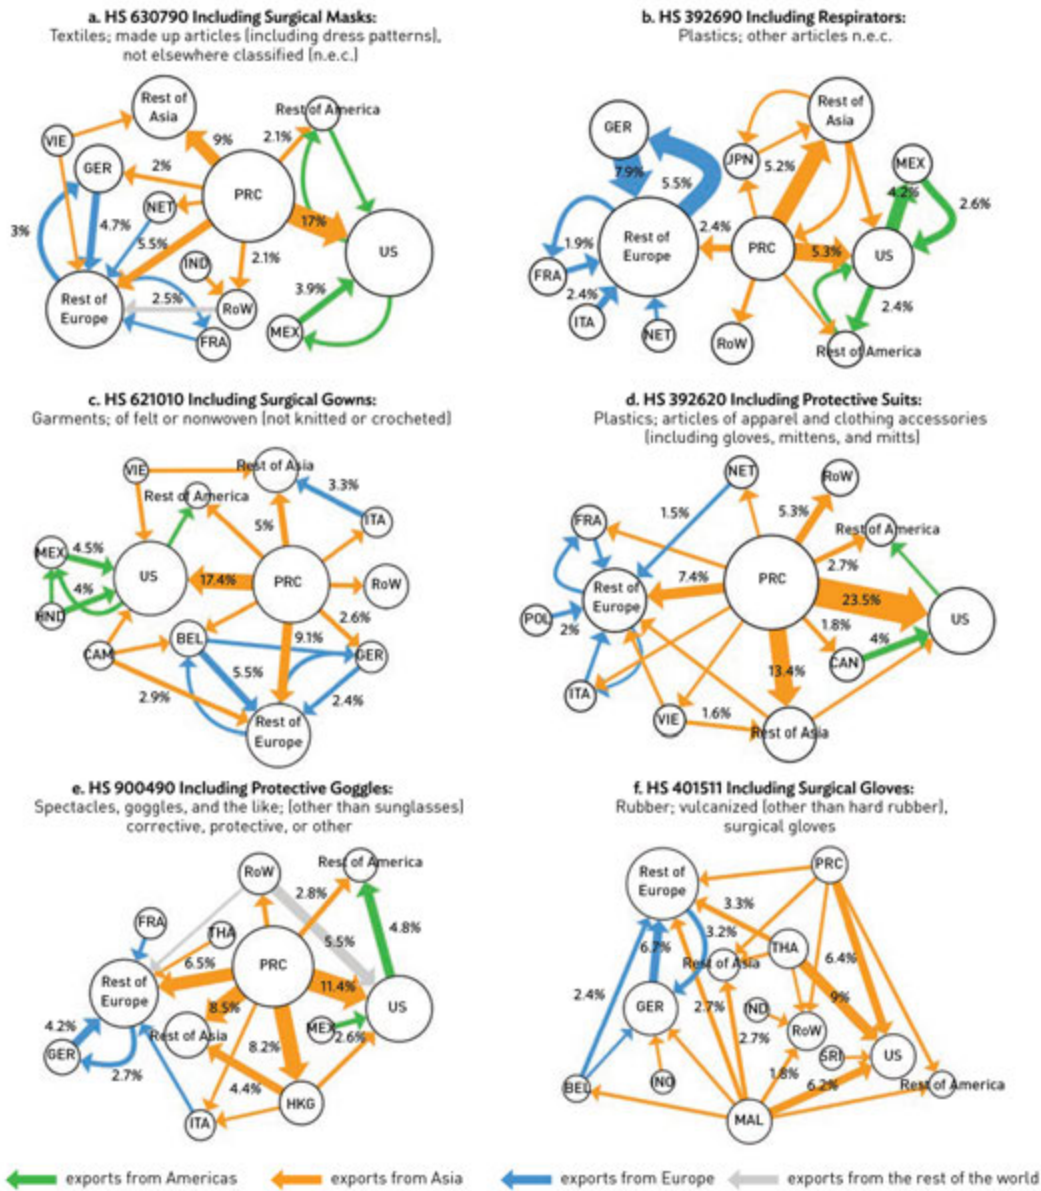 a. HS 630790 Including Surgical Masks:
Textiles; made up articles (including dress patterns),
not elsewhere classified (n.e.c.)
Rest of
Asia
Rest of America
VIE
9%
2.1%
GER
2%
PRC
NET
3%
4.7%
5.5%
17%
US
IND
2.1%
3.9%
Rest of
Europe
2.5%
RoW
MEX
FRA
b. HS 392690 Including Respirators:
Plastics; other articles n.e.c.
GER
Rest of
Asia
JPN
MEX
7.9%
5.5%
5.2%
4.2%
2.6%
2.4%
Rest of
Europe
PRC
5.3%
US
1.9%
FRA
2.4%
2.4%
ITA
NET
RoW
Rest of America
c. HS 621010 Including Surgical Gowns:
Garments; of felt or nonwoven (not knitted or crocheted)
VIE
Rest of Asia
Rest of America
3.3%
ITA
5%
MEX
4.5%
US
17.4%
PRC
RoW
4%
HND
2.6%
BEL
9.1%
CAM
GER
5.5%
2.9%
2.4%
Rest of
Europe
d. HS 392620 Including Protective Suits:
Plastics; articles of apparel and clothing accessories
(including gloves, mittens, and mitts)
NET
RoW
1.5%
5.3%
FRA
Rest of America
2.7%
7.4%
PRC
Rest of
Europe
23.5%
POL
2%
1.8%
4%
US
CAN
13.4%
ITA
VIE
1.6%
Rest of Asia
e. HS 900490 Including Protective Goggles:
Spectacles, goggles, and the like; (other than sunglasses)
corrective, protective, or other
RoW
Rest of America
2.8%
FRA
THA
4.8%
5.5%
6.5%
PRC
Rest of
Europe
11.4%
8.5%
US
4.2%
Rest of Asia
MEX
2.6%
GER
8.2%
2.7%
4.4%
HKG
ITA
f. HS 401511 Including Surgical Gloves:
Rubber; vulcanized (other than hard rubber),
surgical gloves
Rest of
Europe
PRC
3.3%
3.2%
6.7%
THA
Rest of Asia
6.4%
2.4%
GER
2.7%
9%
IND
2.7%
RoW
SRI
US
BEL
INO
1.8%
6.2%
Rest of America
MAL
exports from Americas
exports from Asia
exports from Europe
exports from the rest of the world